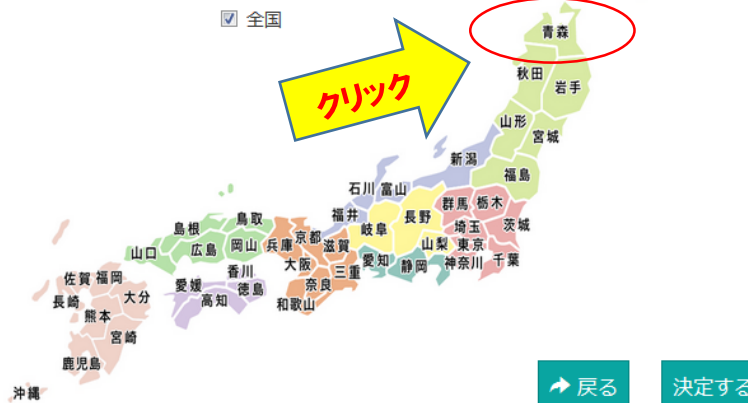 全国
青森
クリック
秋田
岩手
山形
宮城
新潟
福島
石川 富山
群馬 栃木
福井
長野
岐阜
埼玉
茨城
鳥取
島根
京都
兵庫
滋賀
山梨
東京
山口
広島
岡山
大阪
愛知
静岡
神奈川
千葉
香川
三重
佐賀 福岡
奈良
愛媛
徳島
大分
長崎
高知
和歌山
熊本
宮崎
鹿児島
沖縄
戻る
決定する